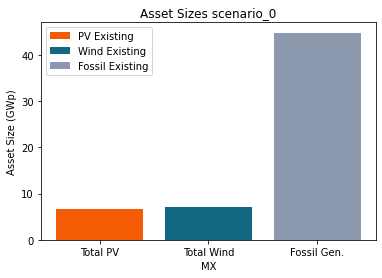 Asset Sizes scenario_0
PV Existing
Wind Existing
Fossil Existing
Asset Size (GWp)
40
30
20
10
0
Total PV
Total Wind
Fossil Gen.
MX